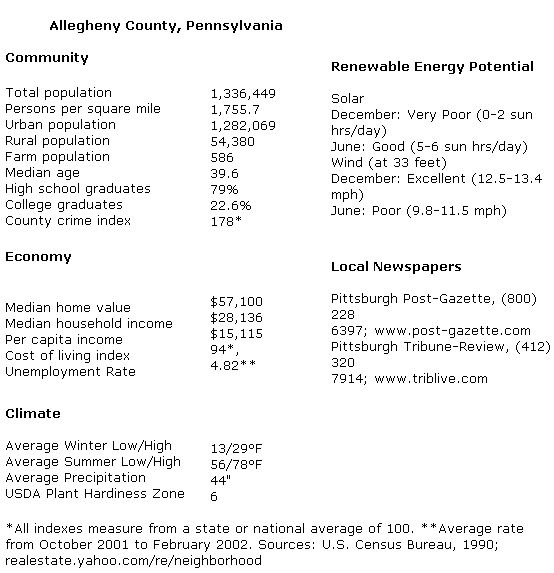 Allegheny County, Pennsylvania
Community
Total population 1,336,449
Persons per square mile 1,755.7
Urban population 1,282,069
Rural population 54,380
Farm population 586
Median age 39.6
High school graduates 79%
College graduates 22.6%
County crime index 178*
Economy
Median home value $57,100
Median household income $28,136
Per capita income $15,115
Cost of living index 94*,
Unemployment Rate 4.82**
Climate
Average Winter Low/High 13/29ºF
Average Summer Low/High 56/78ºF
Average Precipitation 44"
USDA Plant Hardiness Zone 6
Renewable Energy Potential
Solar
December: Very Poor (0-2 sun
hrs/day)
June: Good (5-6 sun hrs/day)
Wind (at 33 feet)
December: Excellent (12.5-13.4
mph)
June: Poor (9.8-11.5 mph)
Local Newspapers
Pittsburgh Post-Gazette, (800)
228
6397; www.post-gazette.com
Pittsburgh Tribune-Review, (412)
320
7914; www.triblive.com
*All indexes measure from a state or national average of 100. **Average rate
from October 2001 to February 2002. Sources: U.S. Census Bureau, 1990;
realestate.yahoo.com/re/neighborhood